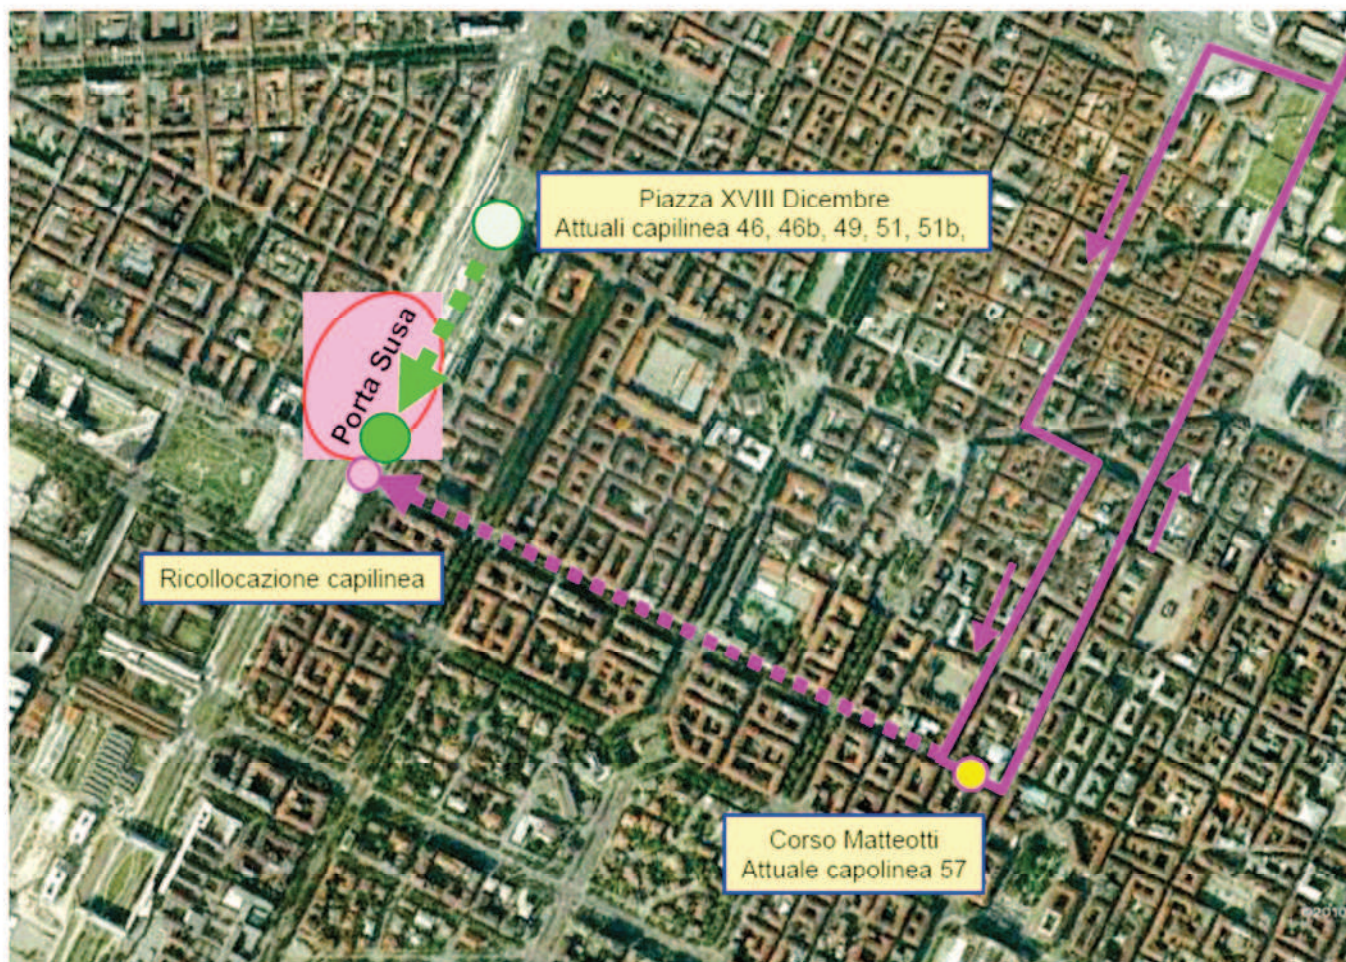 Piazza XVIII Dicembre
Attuali capilinea 46, 46b, 49, 51, 51b,
Porta Susa
Ricollocazione capilinea
Corso Matteotti
Attuale capolinea 57
©2010